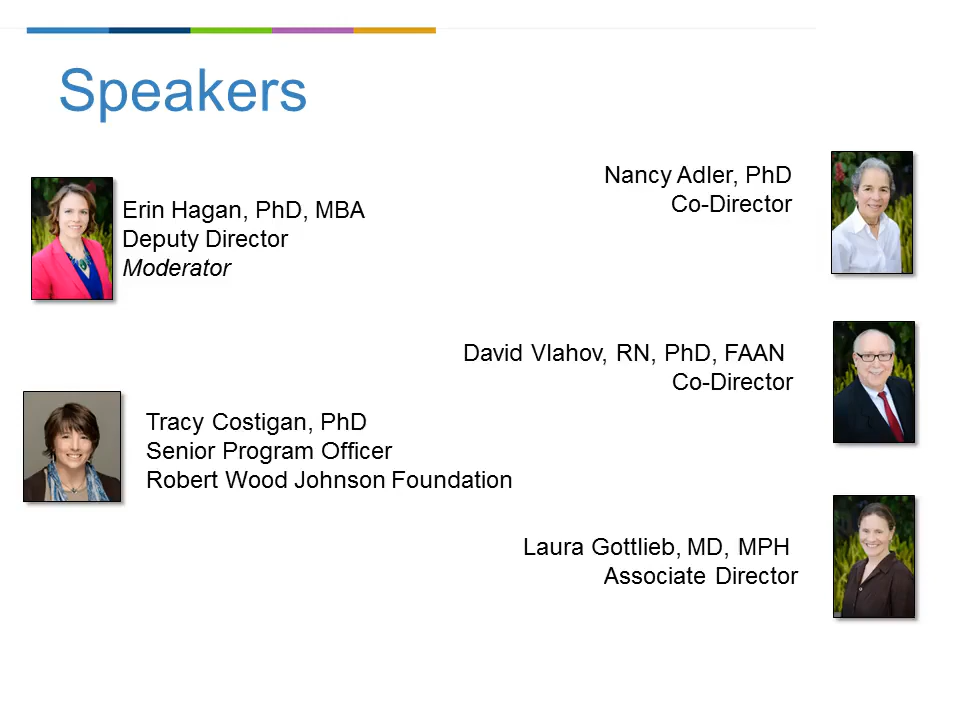 Speakers
Erin Hagan, PhD, MBA
Deputy Director
Moderator
Nancy Adler, PhD
Co-Director
David Vlahov, RN, PhD, FAAN
Co-Director
Tracy Costigan, PhD
Senior Program Officer
Robert Wood Johnson Foundation
Laura Gottlieb, MD, MPH
Associate Director